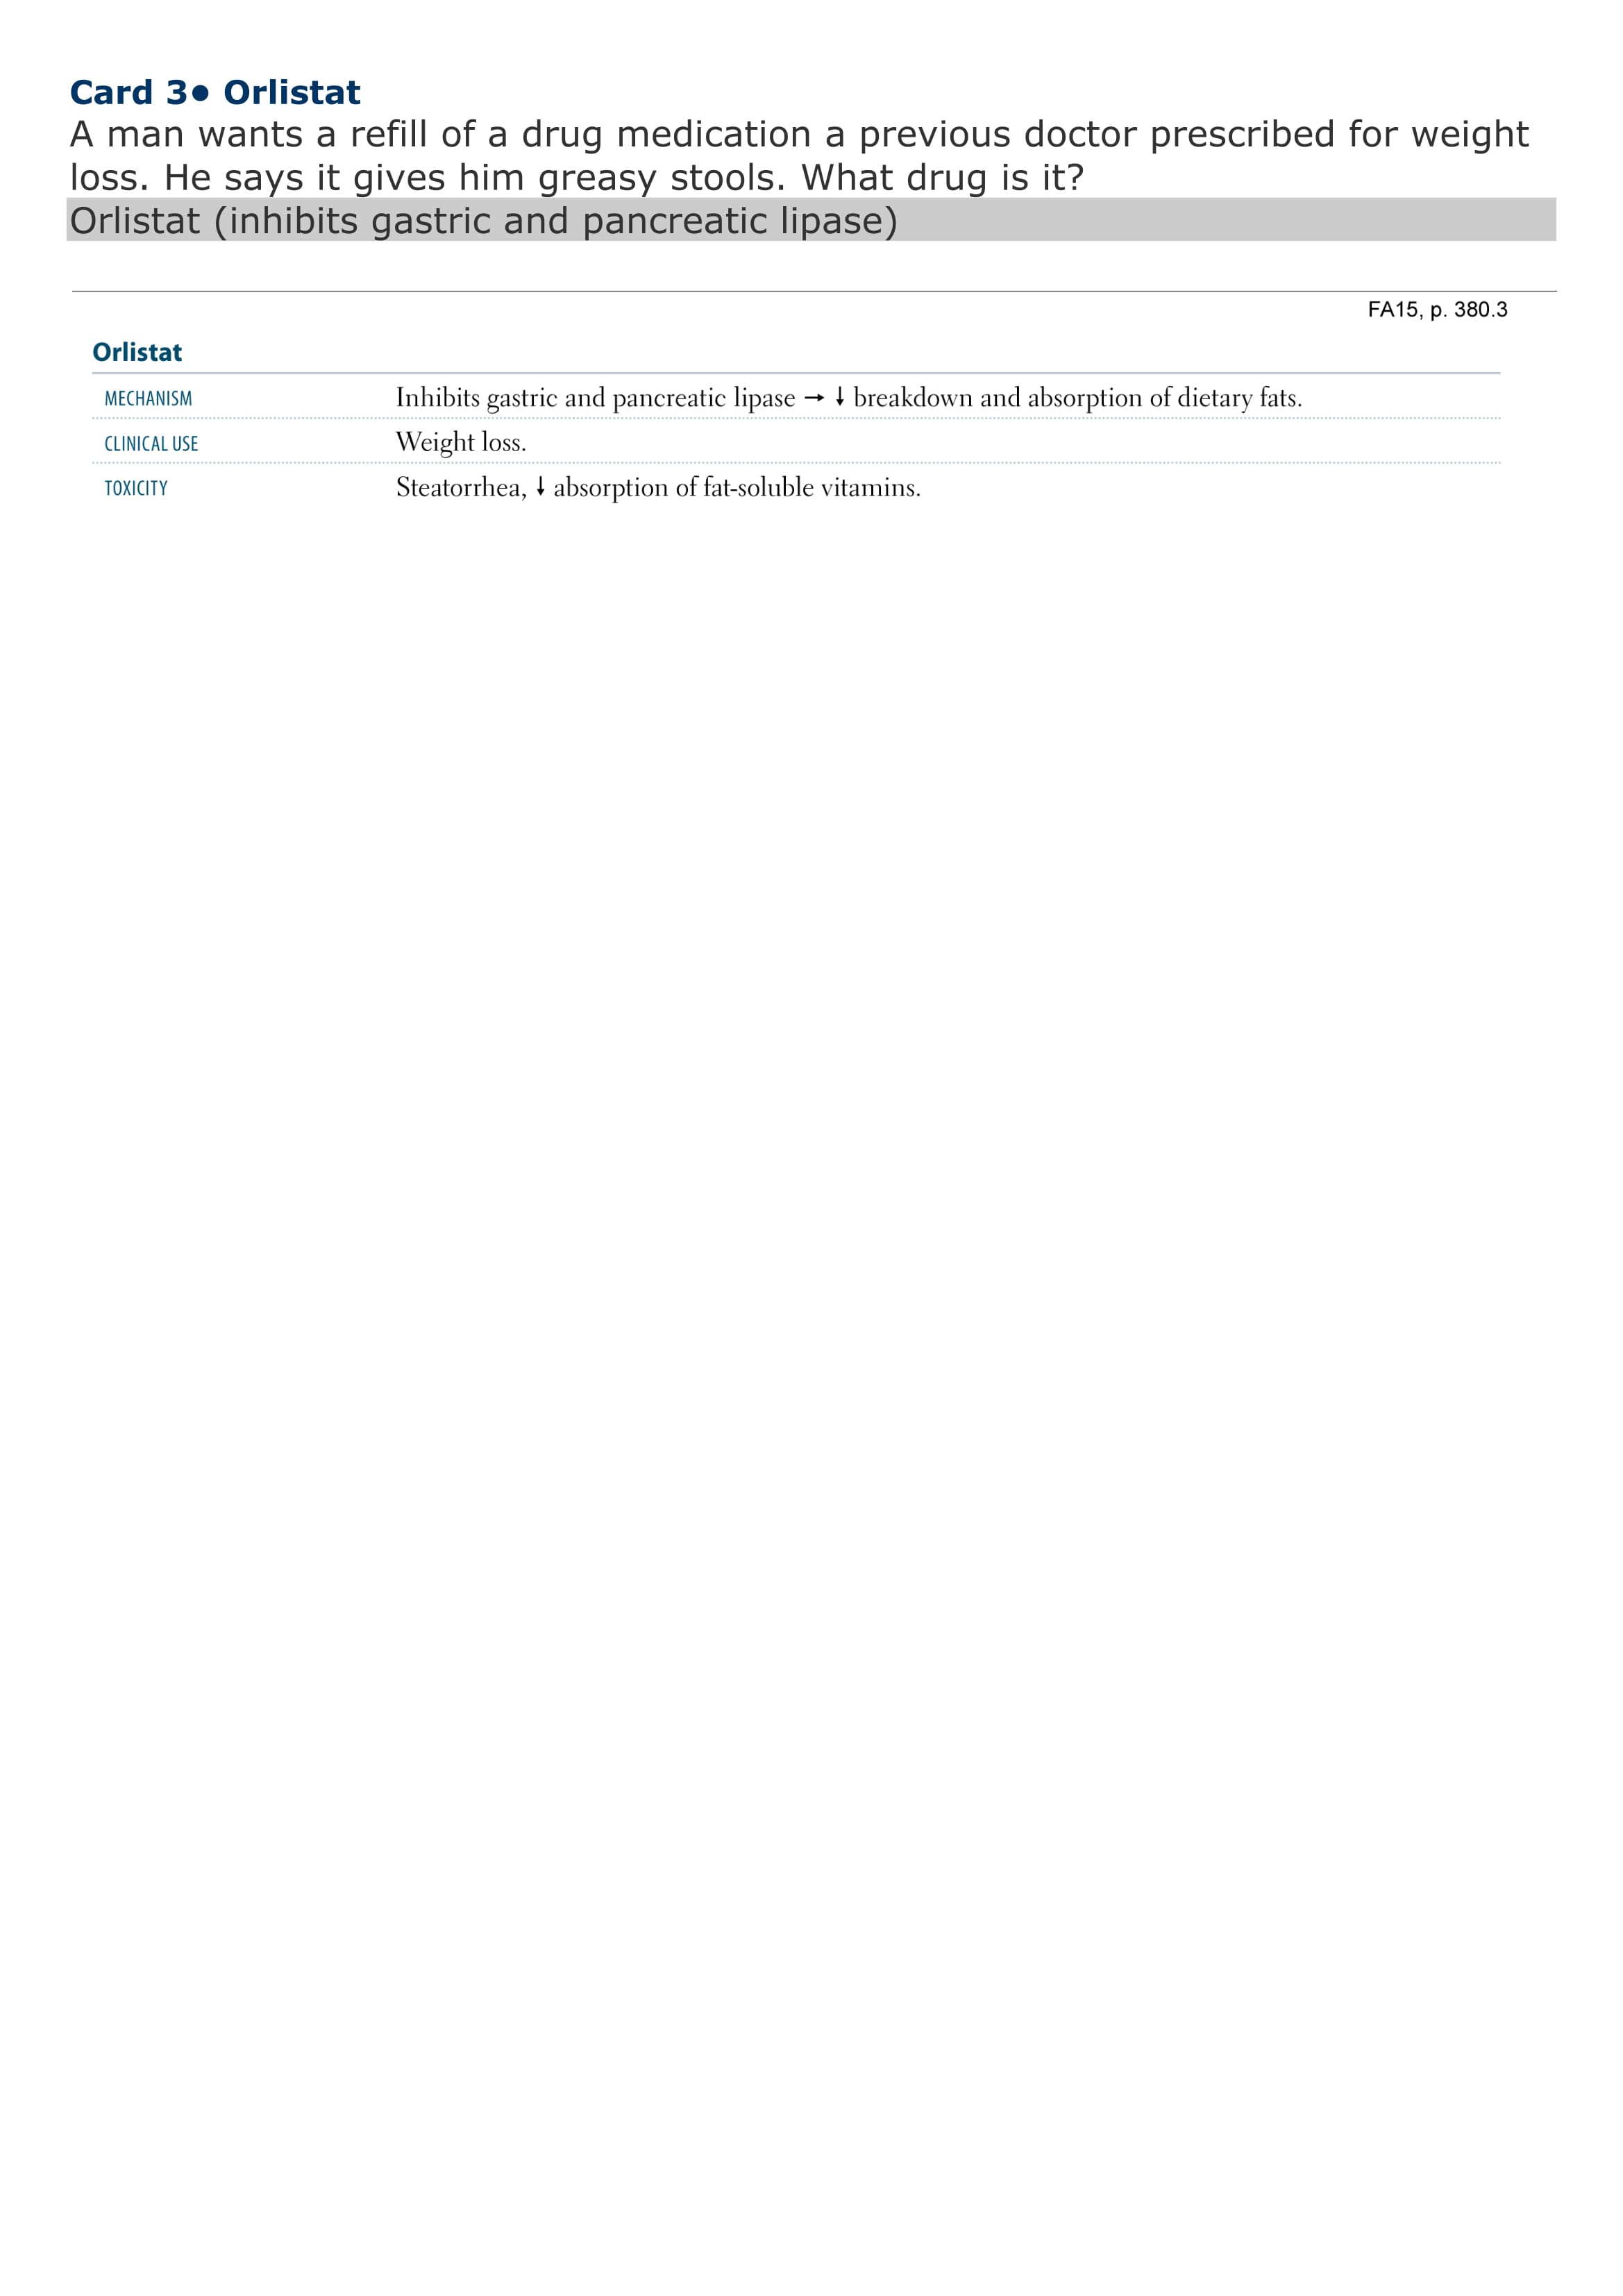 Card 3● Orlistat
A man wants a refill of a drug medication a previous doctor prescribed for weight
loss. He says it gives him greasy stools. What drug is it?
Orlistat (inhibits gastric and pancreatic lipase)
FA15, p. 380.3
Orlistat
MECHANISM Inhibits gastric and pancreatic lipase → ↓ breakdown and absorption of dietary fats.
CLINICAL USE Weight loss.
TOXICITY Steatorrhea, ↓ absorption of fat-soluble vitamins.